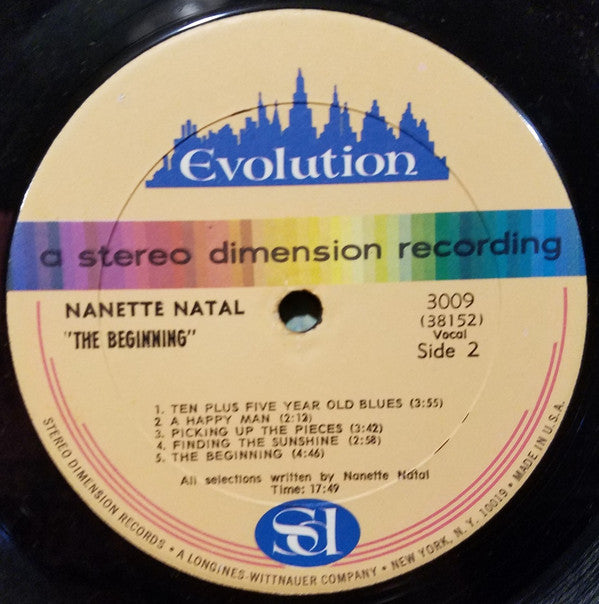 Evolution
a stereo dimension recording
NANETTE NATAL
"THE BEGINNING"
3009
(38152)
Vocal
Side 2
1. TEN PLUS FIVE YEAR OLD BLUES (3:55)
2. A HAPPY MAN (2:12)
3. PICKING UP THE PIECES (3:42)
4. FINDING THE SUNSHINE (2:58)
5. THE BEGINNING (4:46)
All selections written by Nanette Natal
Time: 17:49
sd
STEREO DIMENSION RECORDS • A LONGINES-WITTNAUER COMPANY • NEW YORK, N. Y. 10019 • MADE IN U.S.A.